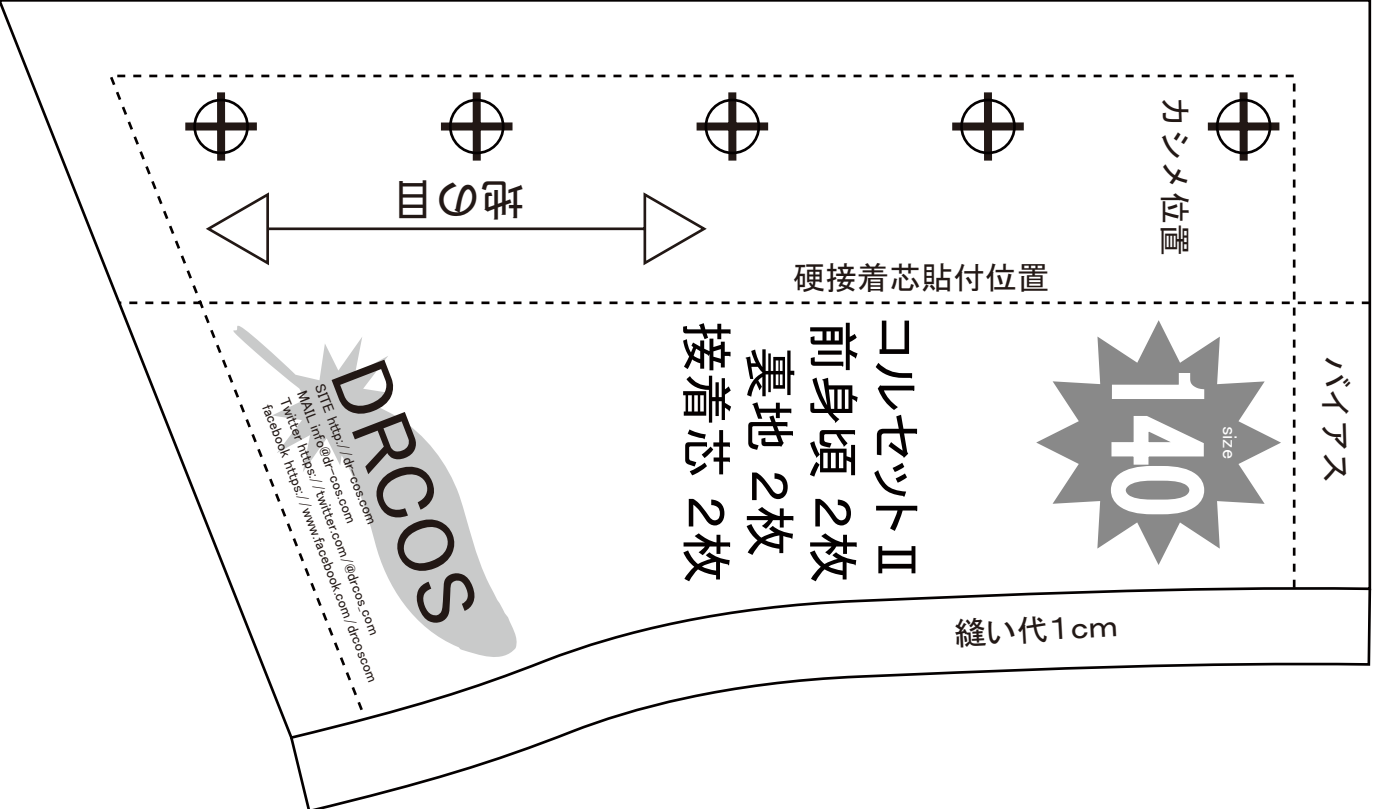 カシメ位置
地の目
硬接着芯貼付位置
コルセットⅡ
前身頃 2枚
裏地 2枚
接着芯 2枚
size
140
バイアス
DRCOS
SITE http://dr-cos.com
MAIL info@dr-cos.com
Twitter https://twitter.com/@drcos_com
facebook https://www.facebook.com/drcoscom
縫い代1cm